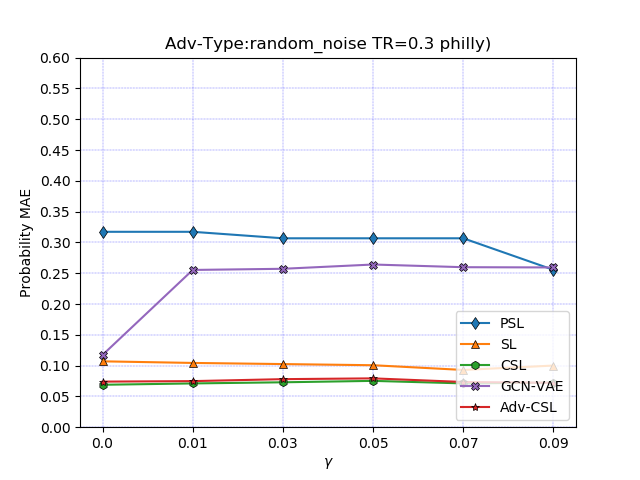 Adv-Type:random_noise TR=0.3 philly)
0.60
0.55
0.50
0.45
0.40
0.35
0.30
0.25
0.20
0.15
0.10
0.05
0.00
Probability MAE
0.0 0.01 0.03 0.05 0.07 0.09
γ
PSL
SL
CSL
GCN-VAE
Adv-CSL